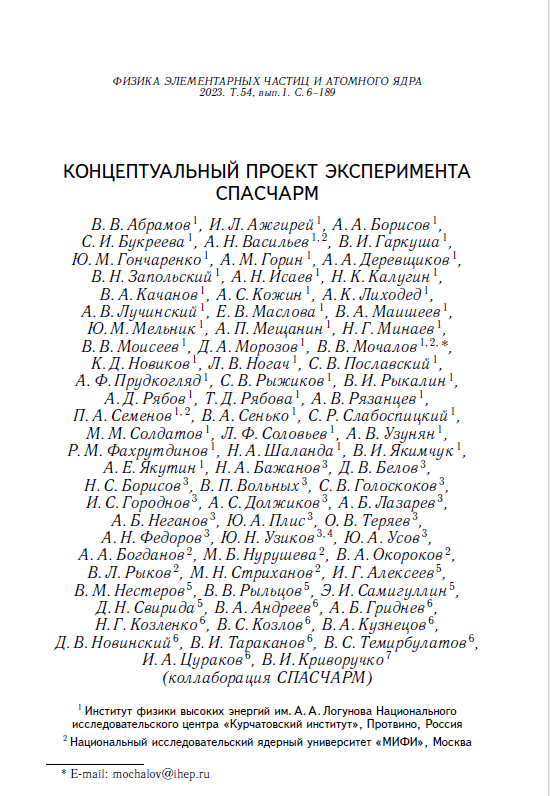 ФИЗИКА ЭЛЕМЕНТАРНЫХ ЧАСТИЦ И АТОМНОГО ЯДРА
2023. Т. 54, вып. 1. С. 6–189
КОНЦЕПТУАЛЬНЫЙ ПРОЕКТ ЭКСПЕРИМЕНТА
СПАСЧАРМ
В. В. Абрамов 1, И. Л. Ажгирей 1, А. А. Борисов 1,
С. И. Букреева 1, А. Н. Васильев 1, 2, В. И. Гаркуша 1,
Ю. М. Гончаренко 1, А. М. Горин 1, А. А. Деревщиков 1,
В. Н. Запольский 1, А. Н. Исаев 1, Н. К. Калугин 1,
В. А. Качанов 1, А. С. Кожин 1, А. К. Лиходед 1,
А. В. Лучинский 1, Е. В. Маслова 1, В. А. Маишеев 1,
Ю. М. Мельник 1, А. П. Мещанин 1, Н. Г. Минаев 1,
В. В. Моисеев 1, Д. А. Морозов 1, В. В. Мочалов 1, 2, *,
К. Д. Новиков 1, Л. В. Ногач 1, С. В. Пославский 1,
А. Ф. Прудкогляд 1, С. В. Рыжиков 1, В. И. Рыкалин 1,
А. Д. Рябов 1, Т. Д. Рябова 1, А. В. Рязанцев 1,
П. А. Семенов 1, 2, В. А. Сенько 1, С. Р. Слабоспицкий 1,
М. М. Солдатов 1, Л. Ф. Соловьев 1, А. В. Узунян 1,
Р. М. Фахрутдинов 1, Н. А. Шаланда 1, В. И. Якимчук 1,
А. Е. Якутин 1, Н. А. Бажанов 3, Д. В. Белов 3,
Н. С. Борисов 3, В. П. Вольных 3, С. В. Голоскоков 3,
И. С. Городнов 3, А. С. Должиков 3, А. Б. Лазарев 3,
А. Б. Неганов 3, Ю. А. Плис 3, О. В. Теряев 3,
А. Н. Федоров 3, Ю. Н. Узиков 3, 4, Ю. А. Усов 3,
А. А. Богданов 2, М. Б. Нурушева 2, В. А. Окороков 2,
В. Л. Рыков 2, М. Н. Стриханов 2, И. Г. Алексеев 5,
В. М. Нестеров 5, В. В. Рыльцов 5, Э. И. Самигуллин 5,
Д. Н. Свирида 5, В. А. Андреев 6, А. Б. Гриднев 6,
Н. Г. Козленко 6, В. С. Козлов 6, В. А. Кузнецов 6,
Д. В. Новинский 6, В. И. Тараканов 6, В. С. Темирбулатов 6,
И. А. Цураков 6, В. И. Криворучко 7
(коллаборация СПАСЧАРМ)
1 Институт физики высоких энергий им. А. А. Логунова Национального
исследовательского центра «Курчатовский институт», Протвино, Россия
2 Национальный исследовательский ядерный университет «МИФИ», Москва
* E-mail: mochalov@ihep.ru